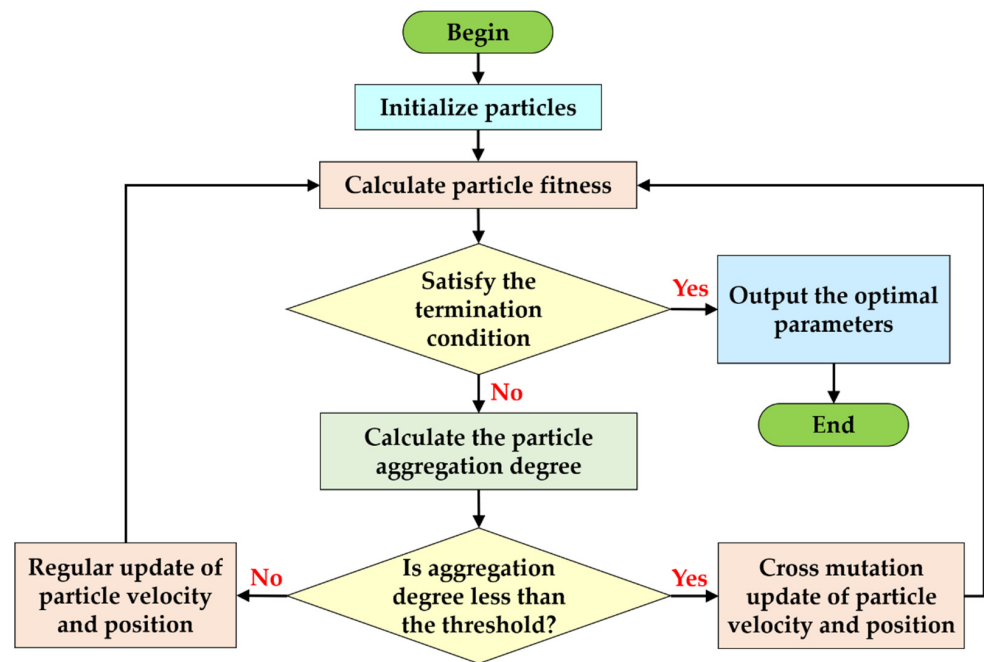 Begin
Initialize particles
Calculate particle fitness
Satisfy the
termination
condition
Yes
Output the optimal
parameters
End
No
Calculate the particle
aggregation degree
Is aggregation
degree less than
the threshold?
No
Regular update of
particle velocity
and position
Yes
Cross mutation
update of particle
velocity and position